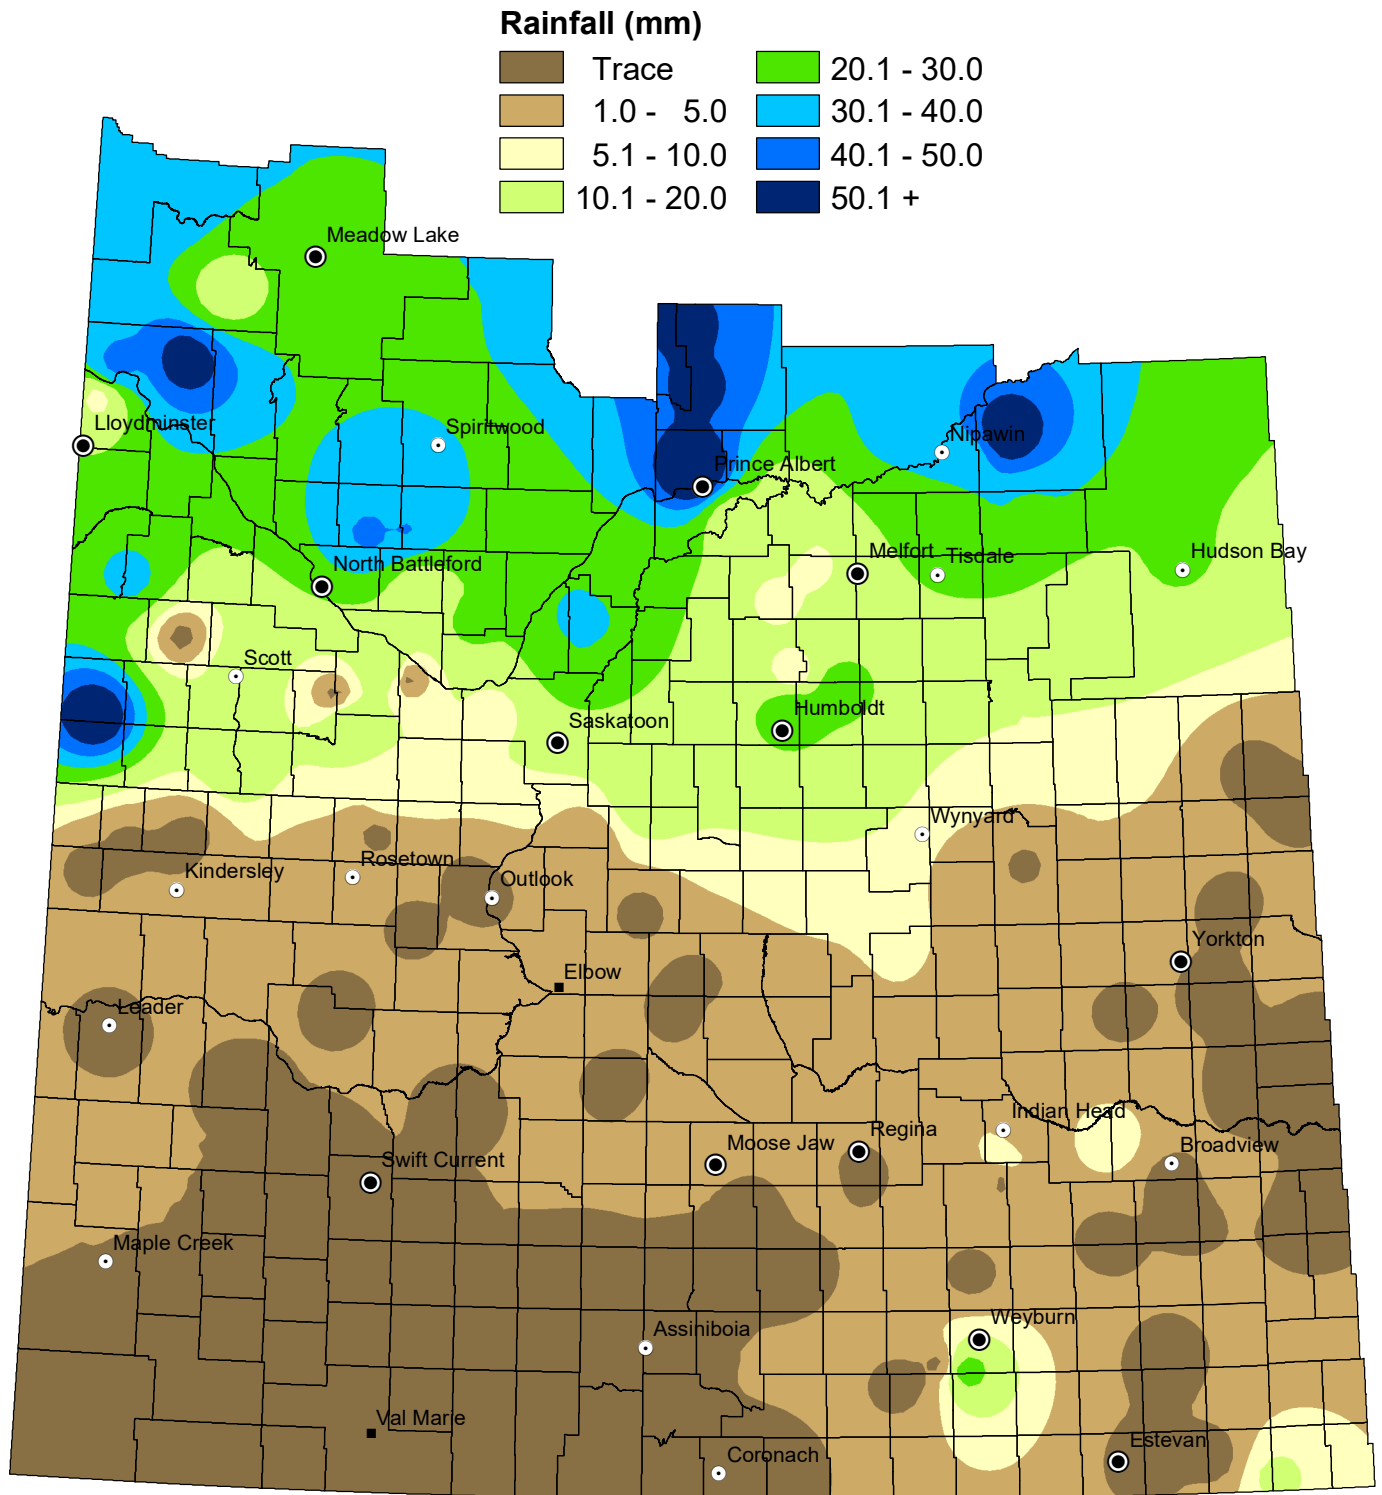 Rainfall (mm)
Trace
20.1 - 30.0
1.0 - 5.0
30.1 - 40.0
5.1 - 10.0
40.1 - 50.0
10.1 - 20.0
50.1 +
Meadow Lake
Lloydminster
Spiritwood
Nipawin
Prince Albert
North Battleford
Melfort
Tisdale
Hudson Bay
Scott
Saskatoon
Humboldt
Wynyard
Kindersley
Rosetown
Outlook
Yorkton
Elbow
Leader
Indian Head
Regina
Moose Jaw
Broadview
Swift Current
Maple Creek
Weyburn
Assiniboia
Val Marie
Estevan
Coronach